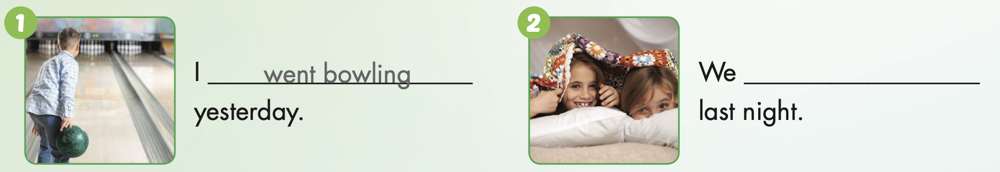 1
I went bowling
yesterday.
2
We
last night.